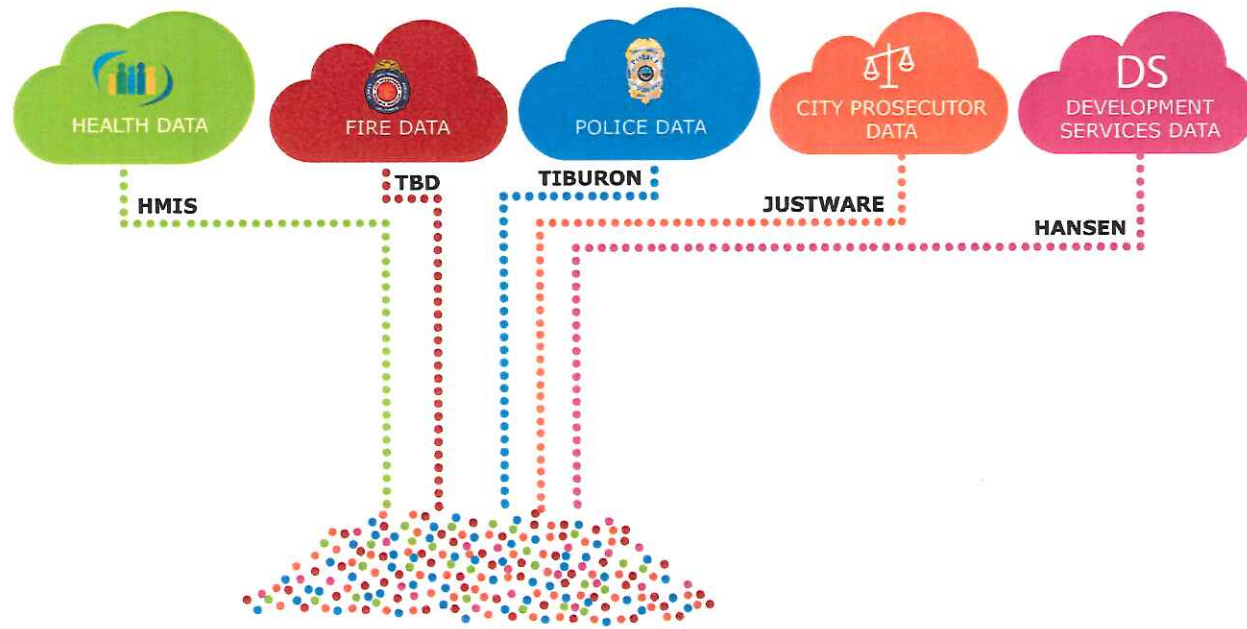 HEALTH DATA
FIRE DATA
POLICE DATA
CITY PROSECUTOR
DATA
DS
DEVELOPMENT
SERVICES DATA
HMIS
TBD
TIBURON
JUSTWARE
HANSEN